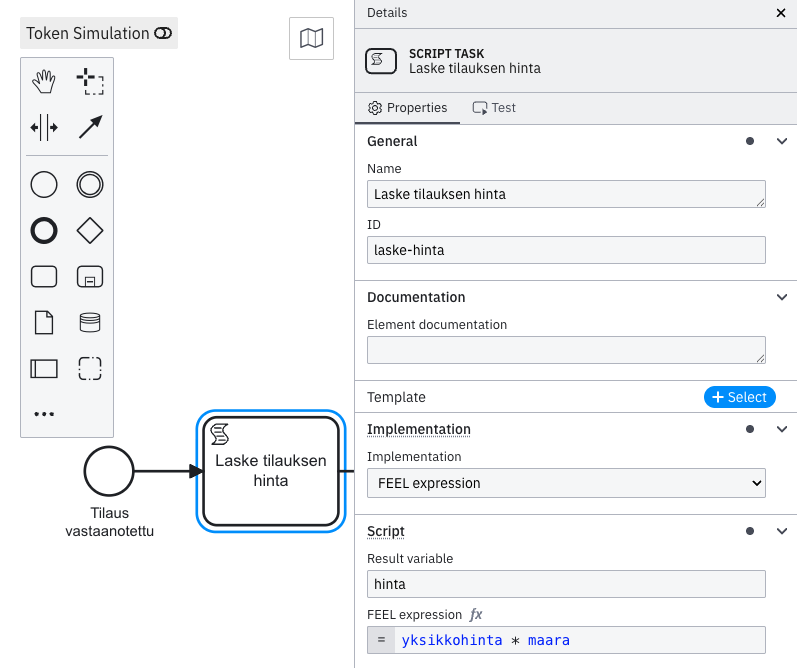 Token Simulation
Tilaus
vastaanotettu
Laske tilauksen
hinta
Details
SCRIPT TASK
Laske tilauksen hinta
Properties
Test
General
Name
Laske tilauksen hinta
ID
laske-hinta
Documentation
Element documentation
Template
+ Select
Implementation
Implementation
FEEL expression
Script
Result variable
hinta
FEEL expression fx
= yksikkohinta * maara